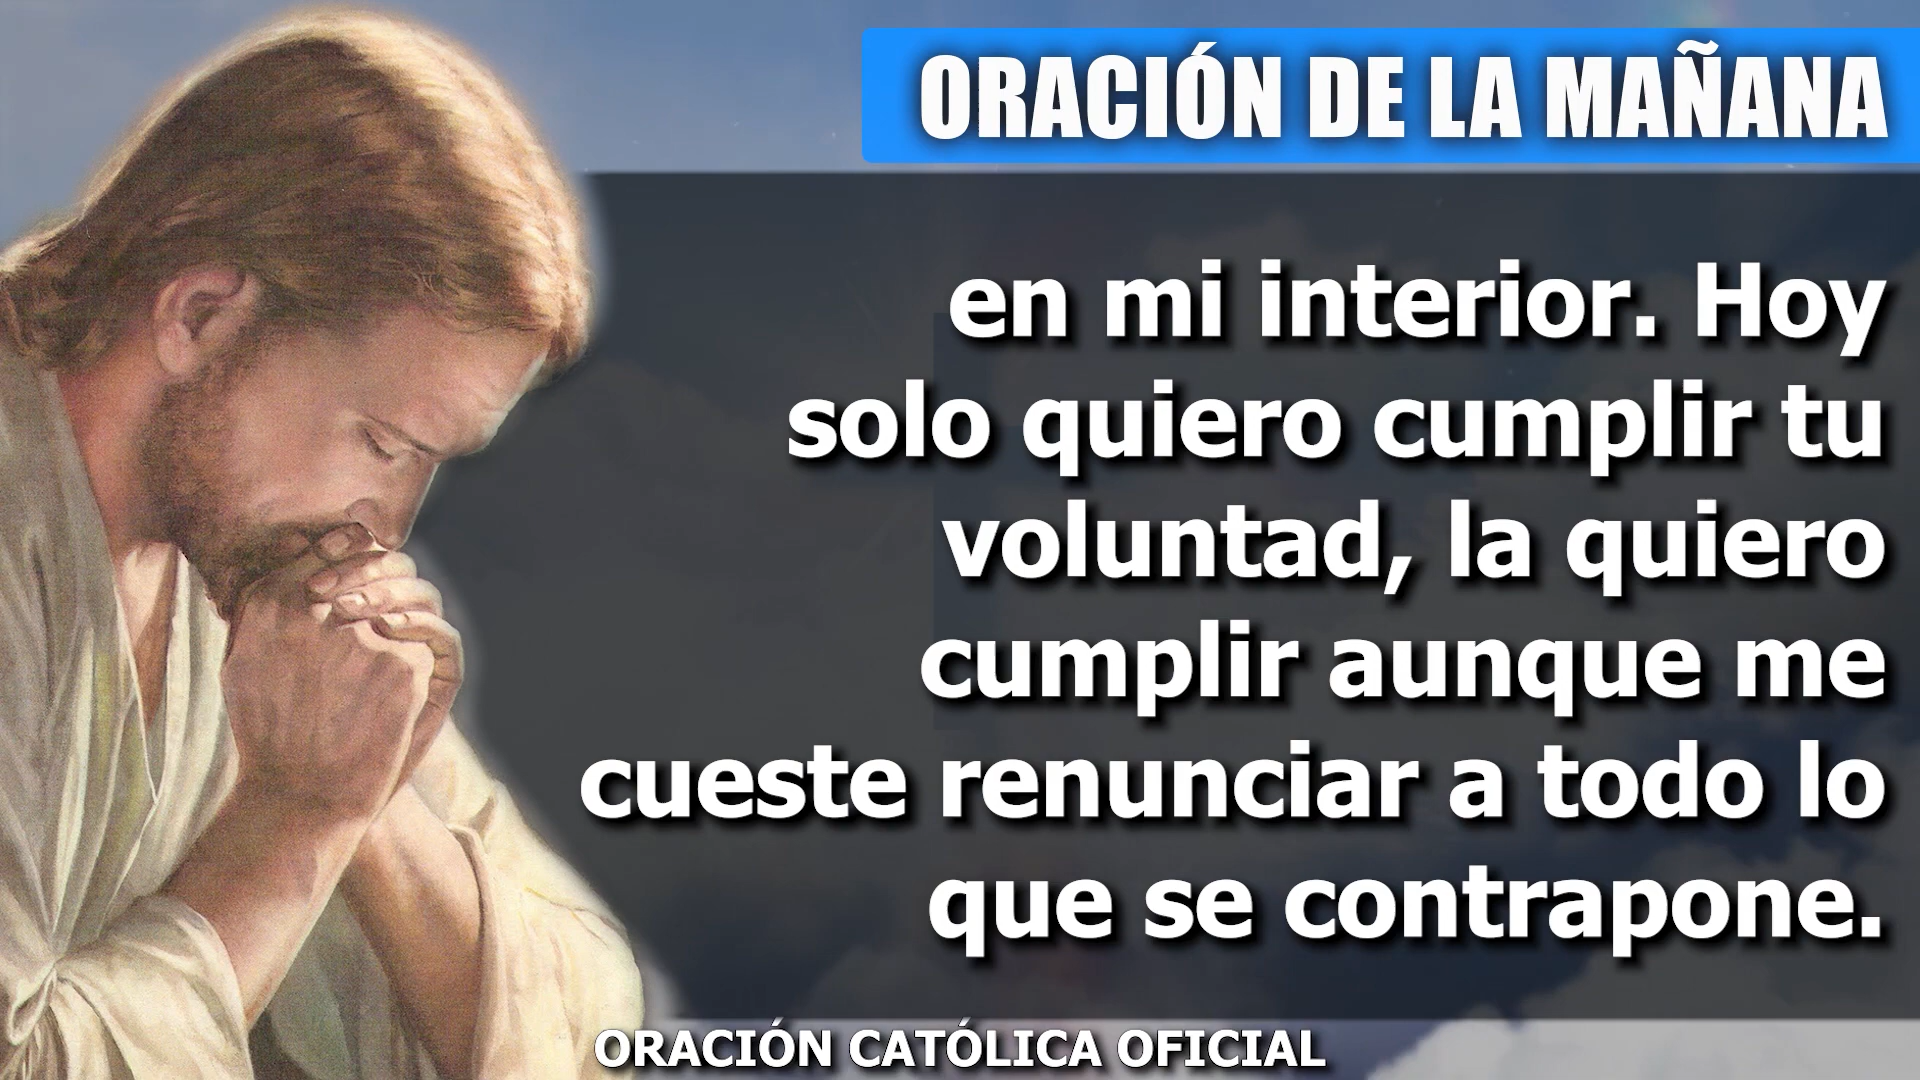 ORACIÓN DE LA MAÑANA
en mi interior. Hoy
solo quiero cumplir tu
voluntad, la quiero
cumplir aunque me
cueste renunciar a todo lo
que se contrapone.
ORACIÓN CATÓLICA OFICIAL